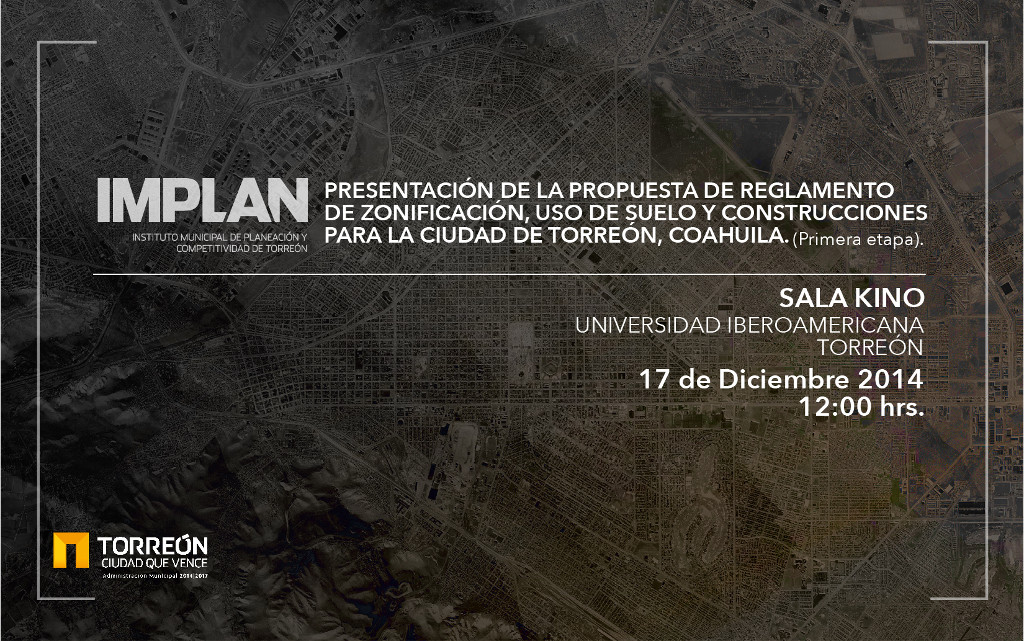 IMPLAN
INSTITUTO MUNICIPAL DE PLANEACIÓN Y
COMPETITIVIDAD DE TORREÓN
PRESENTACIÓN DE LA PROPUESTA DE REGLAMENTO
DE ZONIFICACIÓN, USO DE SUELO Y CONSTRUCCIONES
PARA LA CIUDAD DE TORREÓN, COAHUILA. (Primera etapa).
SALA KINO
UNIVERSIDAD IBEROAMERICANA
TORREÓN
17 de Diciembre 2014
12:00 hrs.
TORREÓN
CIUDAD QUE VENCE
Administración Municipal 2014|2017